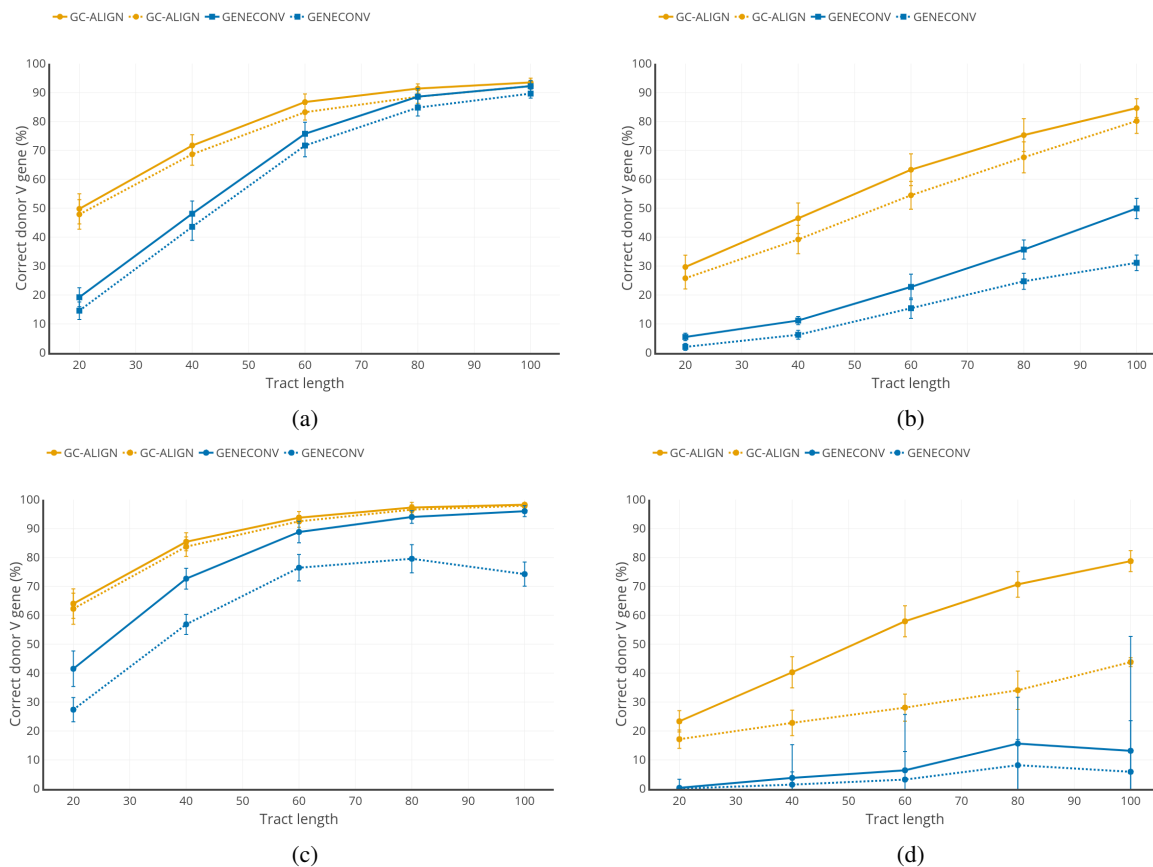 GC-ALIGN GC-ALIGN GENECONV GENECONV
100
90
80
70
60
50
40
30
20
10
0
Correct donor V gene (%)
20 30 40 50 60 70 80 90 100
Tract length
(a)
GC-ALIGN GC-ALIGN GENECONV GENECONV
100
90
80
70
60
50
40
30
20
10
0
Correct donor V gene (%)
20 30 40 50 60 70 80 90 100
Tract length
(b)
GC-ALIGN GC-ALIGN GENECONV GENECONV
100
90
80
70
60
50
40
30
20
10
0
Correct donor V gene (%)
20 30 40 50 60 70 80 90 100
Tract length
(c)
GC-ALIGN GC-ALIGN GENECONV GENECONV
100
90
80
70
60
50
40
30
20
10
0
Correct donor V gene (%)
20 30 40 50 60 70 80 90 100
Tract length
(d)